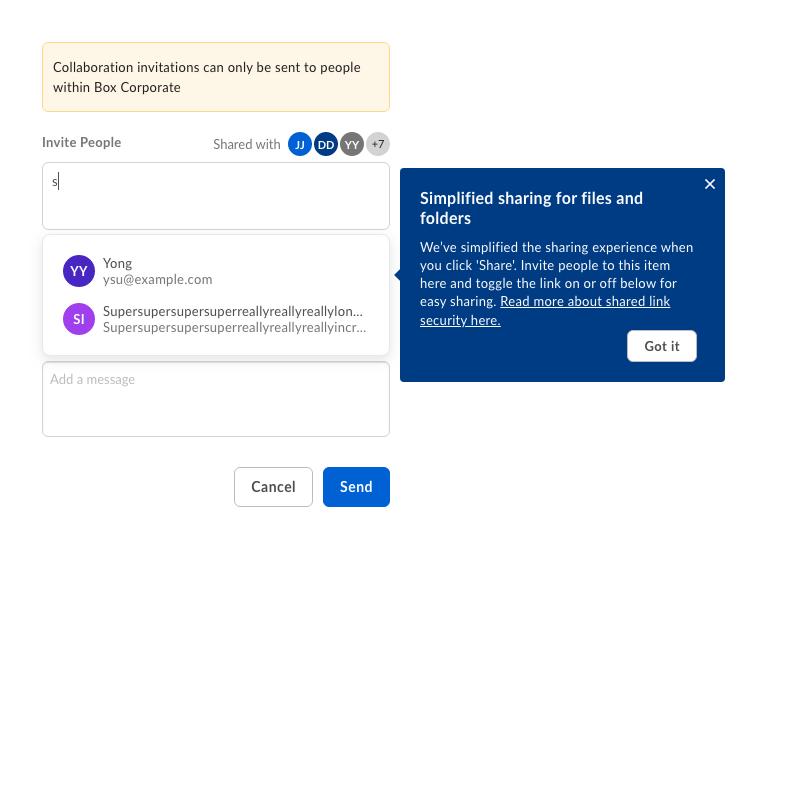 Collaboration invitations can only be sent to people
within Box Corporate
Invite People
Shared with
JJ
DD
YY
+7
s
YY
Yong
ysu@example.com
SI
Supersupersupersuperreallyreallyreallylon...
Supersupersupersuperreallyreallyreallyincr...
Add a message
Cancel
Send
Simplified sharing for files and
folders
We've simplified the sharing experience when
you click 'Share'. Invite people to this item
here and toggle the link on or off below for
easy sharing. Read more about shared link
security here.
Got it